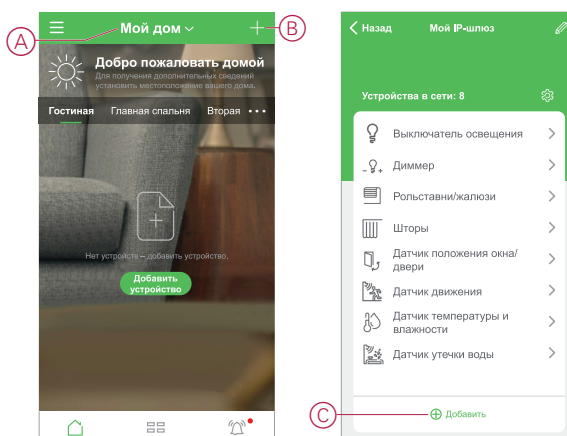 A
Мой дом
B
Добро пожаловать домой
Для получения дополнительных сведений
установить местоположение вашего дома.
Гостиная Главная спальня Вторая
Нет устройств – добавить устройство.
Добавить
устройство
Назад Мой IP-шлюз
Устройства в сети: 8
Выключатель освещения
Диммер
Рольставни/жалюзи
Шторы
Датчик положения окна/
двери
Датчик движения
Датчик температуры и
влажности
Датчик утечки воды
C
Добавить